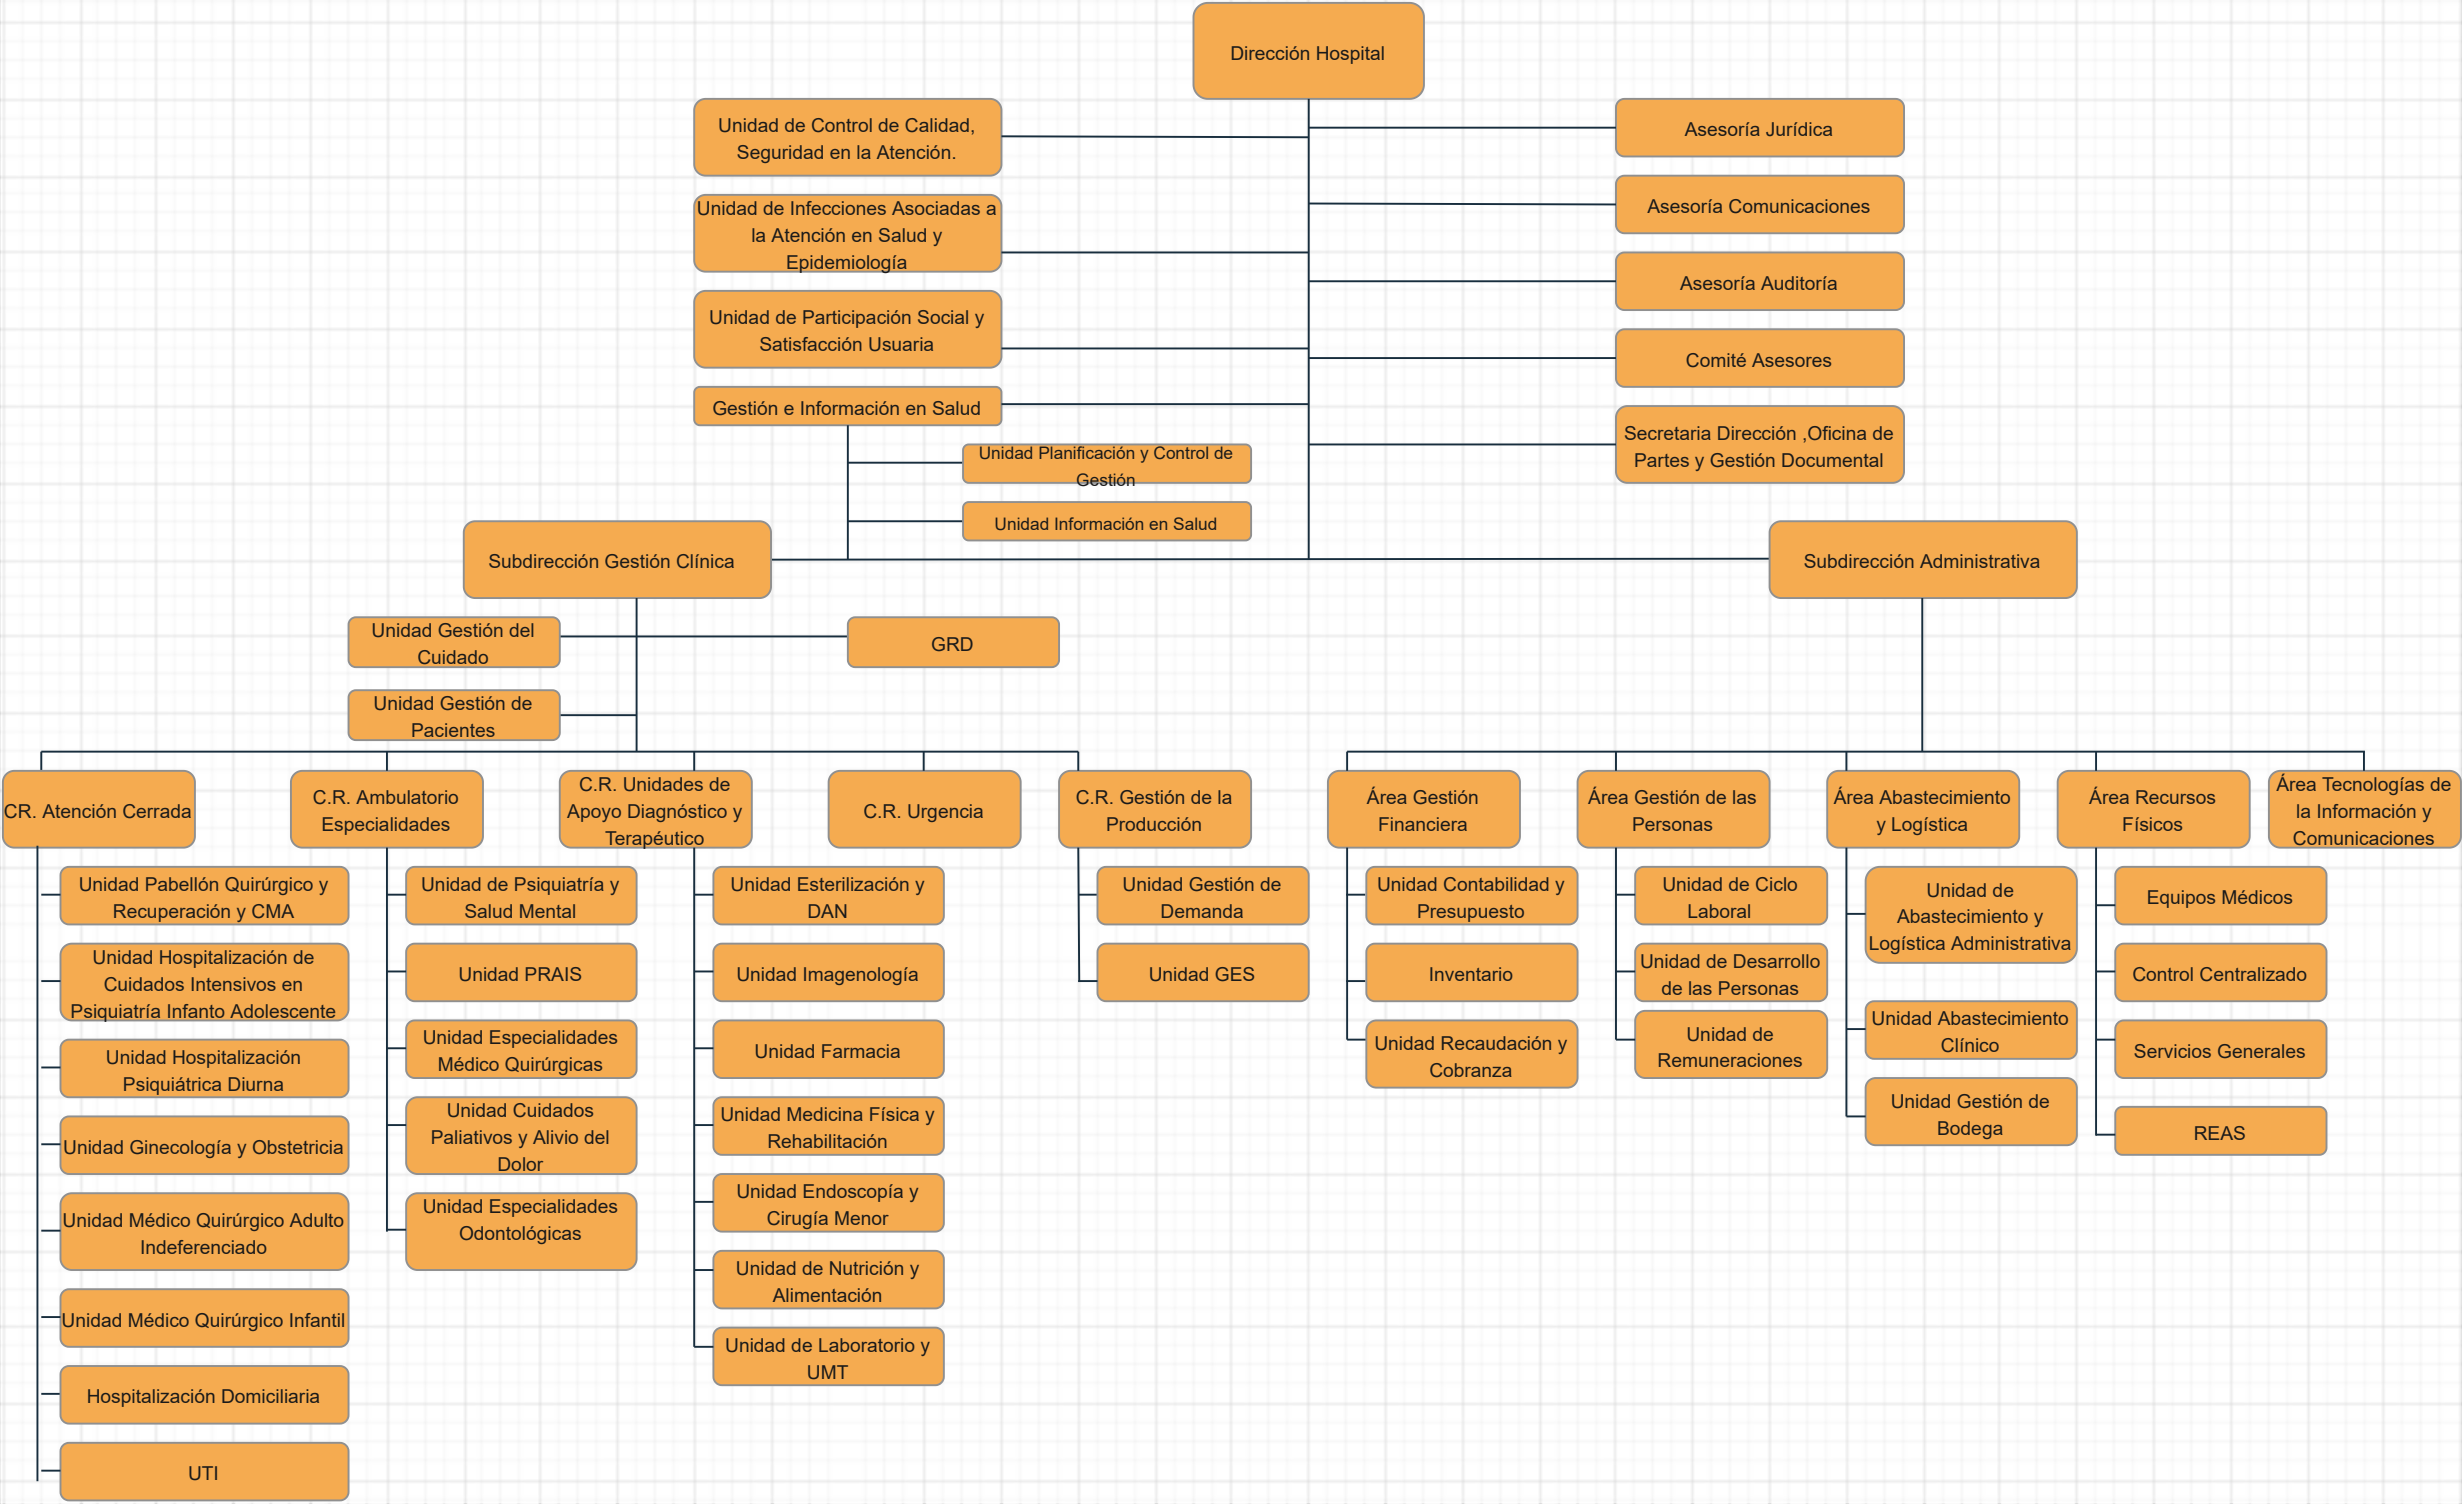 Dirección Hospital
Unidad de Control de Calidad,
Seguridad en la Atención.
Asesoría Jurídica
Unidad de Infecciones Asociadas a
la Atención en Salud y
Epidemiología
Asesoría Comunicaciones
Asesoría Auditoría
Unidad de Participación Social y
Satisfacción Usuaria
Comité Asesores
Gestión e Información en Salud
Secretaria Dirección ,Oficina de
Partes y Gestión Documental
Unidad Planificación y Control de
Gestión
Unidad Información en Salud
Subdirección Gestión Clínica
Subdirección Administrativa
Unidad Gestión del
Cuidado
GRD
Unidad Gestión de
Pacientes
CR. Atención Cerrada
C.R. Ambulatorio
Especialidades
C.R. Unidades de
Apoyo Diagnóstico y
Terapéutico
C.R. Urgencia
C.R. Gestión de la
Producción
Área Gestión
Financiera
Área Gestión de las
Personas
Área Abastecimiento
y Logística
Área Recursos
Físicos
Área Tecnologías de
la Información y
Comunicaciones
Unidad Pabellón Quirúrgico y
Recuperación y CMA
Unidad Hospitalización de
Cuidados Intensivos en
Psiquiatría Infanto Adolescente
Unidad Hospitalización
Psiquiátrica Diurna
Unidad Ginecología y Obstetricia
Unidad Médico Quirúrgico Adulto
Indeferenciado
Unidad Médico Quirúrgico Infantil
Hospitalización Domiciliaria
UTI
Unidad de Psiquiatría y
Salud Mental
Unidad PRAIS
Unidad Especialidades
Médico Quirúrgicas
Unidad Cuidados
Paliativos y Alivio del
Dolor
Unidad Especialidades
Odontológicas
Unidad Esterilización y
DAN
Unidad Imagenología
Unidad Farmacia
Unidad Medicina Física y
Rehabilitación
Unidad Endoscopía y
Cirugía Menor
Unidad de Nutrición y
Alimentación
Unidad de Laboratorio y
UMT
Unidad Gestión de
Demanda
Unidad GES
Unidad Contabilidad y
Presupuesto
Inventario
Unidad Recaudación y
Cobranza
Unidad de Ciclo
Laboral
Unidad de Desarrollo
de las Personas
Unidad de
Remuneraciones
Unidad de
Abastecimiento y
Logística Administrativa
Unidad Abastecimiento
Clínico
Unidad Gestión de
Bodega
Equipos Médicos
Control Centralizado
Servicios Generales
REAS